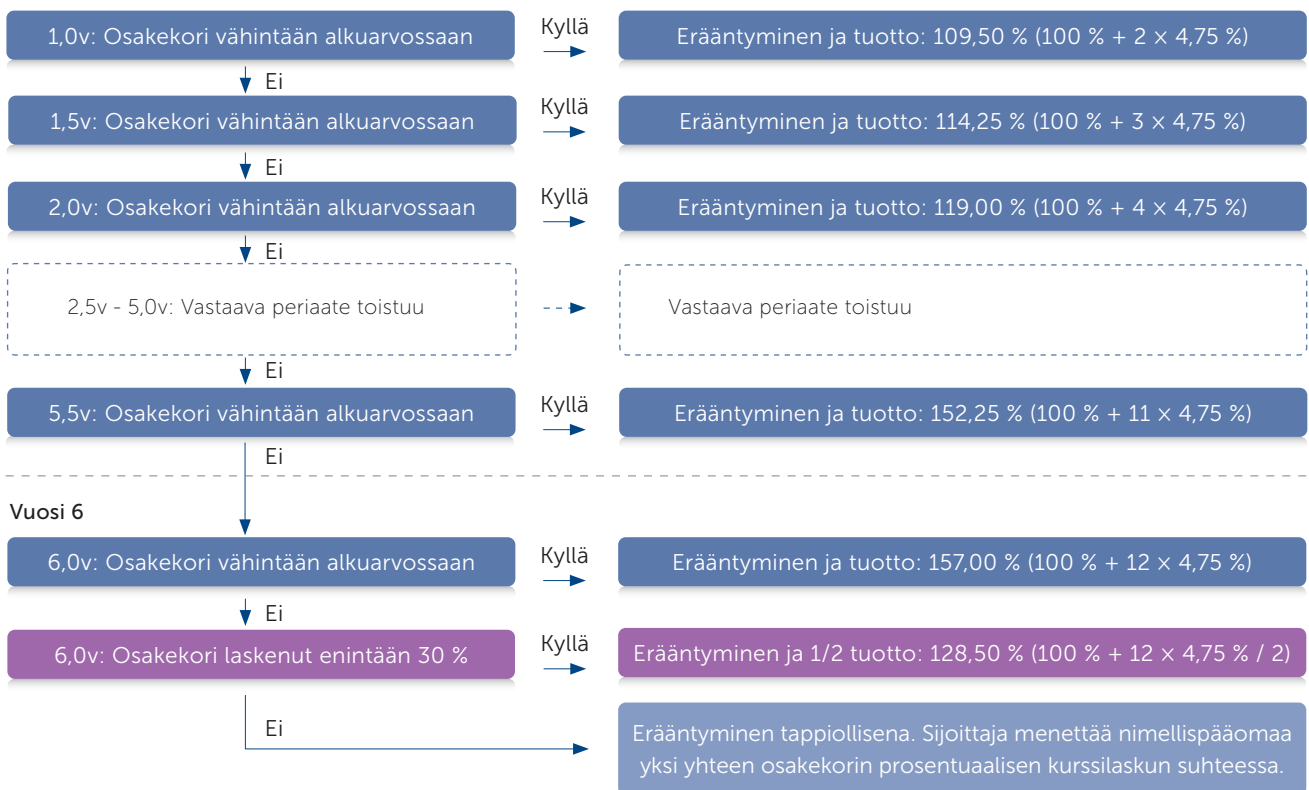 1,0v: Osakekori vähintään alkuarvossaan
Kyllä
Erääntyminen ja tuotto: 109,50 % (100 % + 2 × 4,75 %)
Ei
1,5v: Osakekori vähintään alkuarvossaan
Kyllä
Erääntyminen ja tuotto: 114,25 % (100 % + 3 × 4,75 %)
Ei
2,0v: Osakekori vähintään alkuarvossaan
Kyllä
Erääntyminen ja tuotto: 119,00 % (100 % + 4 × 4,75 %)
Ei
2,5v - 5,0v: Vastaava periaate toistuu
Vastaava periaate toistuu
Ei
5,5v: Osakekori vähintään alkuarvossaan
Kyllä
Erääntyminen ja tuotto: 152,25 % (100 % + 11 × 4,75 %)
Ei
Vuosi 6
6,0v: Osakekori vähintään alkuarvossaan
Kyllä
Erääntyminen ja tuotto: 157,00 % (100 % + 12 × 4,75 %)
Ei
6,0v: Osakekori laskenut enintään 30 %
Kyllä
Erääntyminen ja 1/2 tuotto: 128,50 % (100 % + 12 × 4,75 % / 2)
Ei
Erääntyminen tappiollisena. Sijoittaja menettää nimellispääomaa
yksi yhteen osakekorin prosentuaalisen kurssilaskun suhteessa.